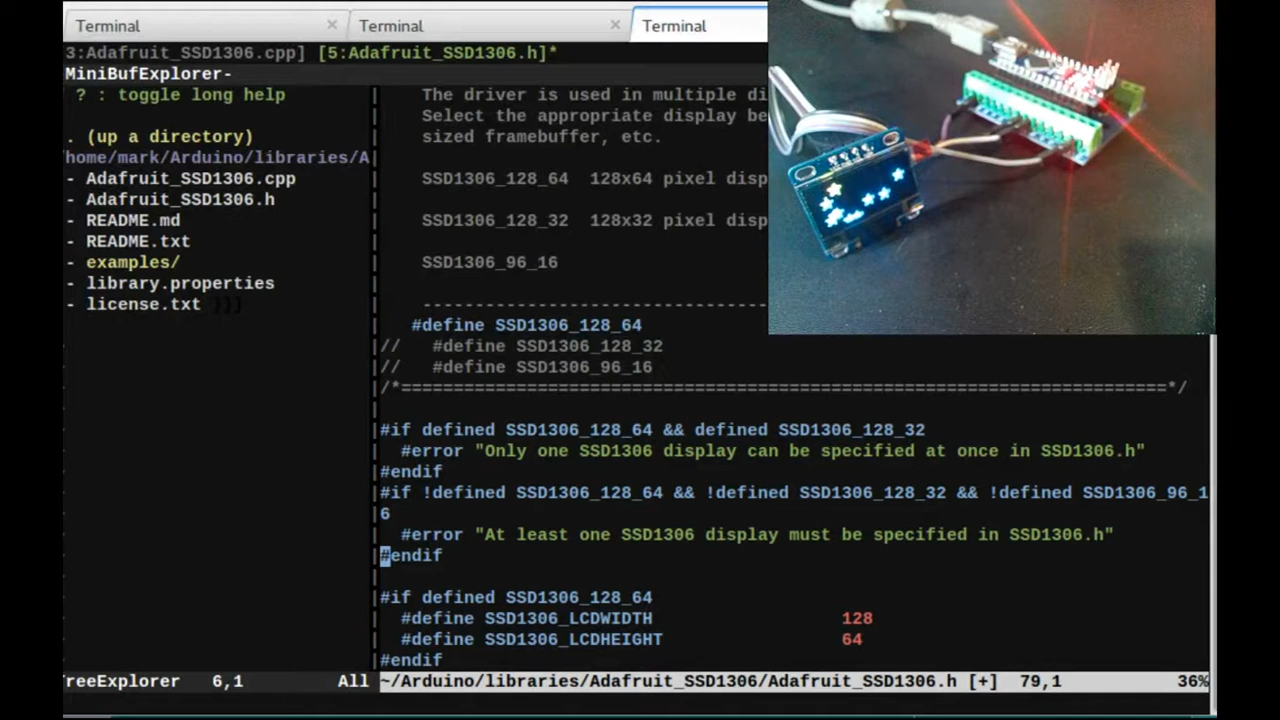 Terminal × Terminal × Terminal
3:Adafruit_SSD1306.cpp] [5:Adafruit_SSD1306.h]*
MiniBufExplorer-
? : toggle long help
. (up a directory)
home/mark/Arduino/libraries/A
- Adafruit_SSD1306.cpp
- Adafruit_SSD1306.h
- README.md
- README.txt
- examples/
- library.properties
- license.txt
The driver is used in multiple di
Select the appropriate display be
sized framebuffer, etc.
SSD1306_128_64 128x64 pixel disp
SSD1306_128_32 128x32 pixel disp
SSD1306_96_16
-----------------------------------
#define SSD1306_128_64
// #define SSD1306_128_32
// #define SSD1306_96_16
/*=========================================================================*/
#if defined SSD1306_128_64 && defined SSD1306_128_32
#error "Only one SSD1306 display can be specified at once in SSD1306.h"
#endif
#if !defined SSD1306_128_64 && !defined SSD1306_128_32 && !defined SSD1306_96_1
6
#error "At least one SSD1306 display must be specified in SSD1306.h"
#endif
#if defined SSD1306_128_64
#define SSD1306_LCDWIDTH 128
#define SSD1306_LCDHEIGHT 64
#endif
reeExplorer 6,1 All ~/Arduino/libraries/Adafruit_SSD1306/Adafruit_SSD1306.h [+] 79,1 36%